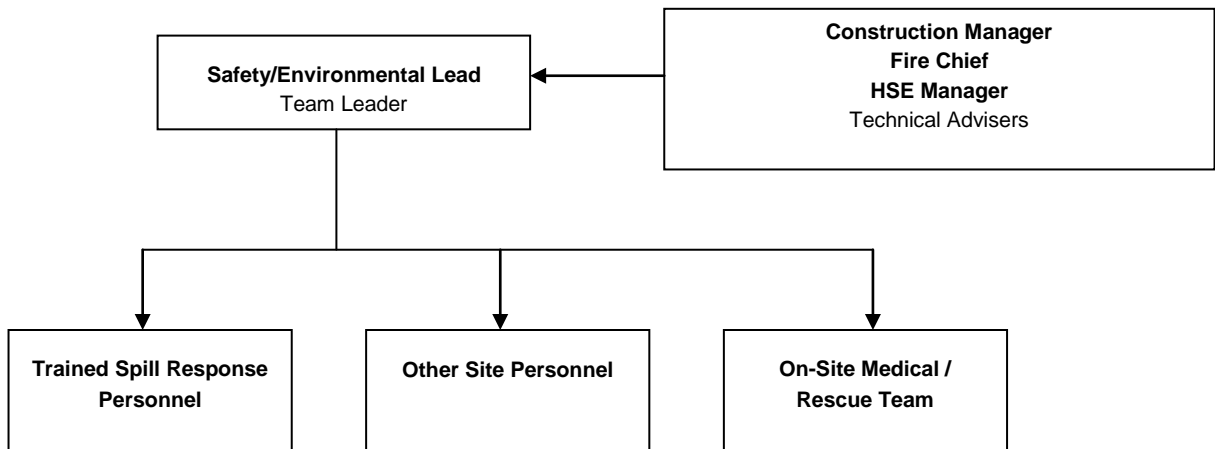 Safety/Environmental Lead
Team Leader
Construction Manager
Fire Chief
HSE Manager
Technical Advisers
Trained Spill Response
Personnel
Other Site Personnel
On-Site Medical /
Rescue Team